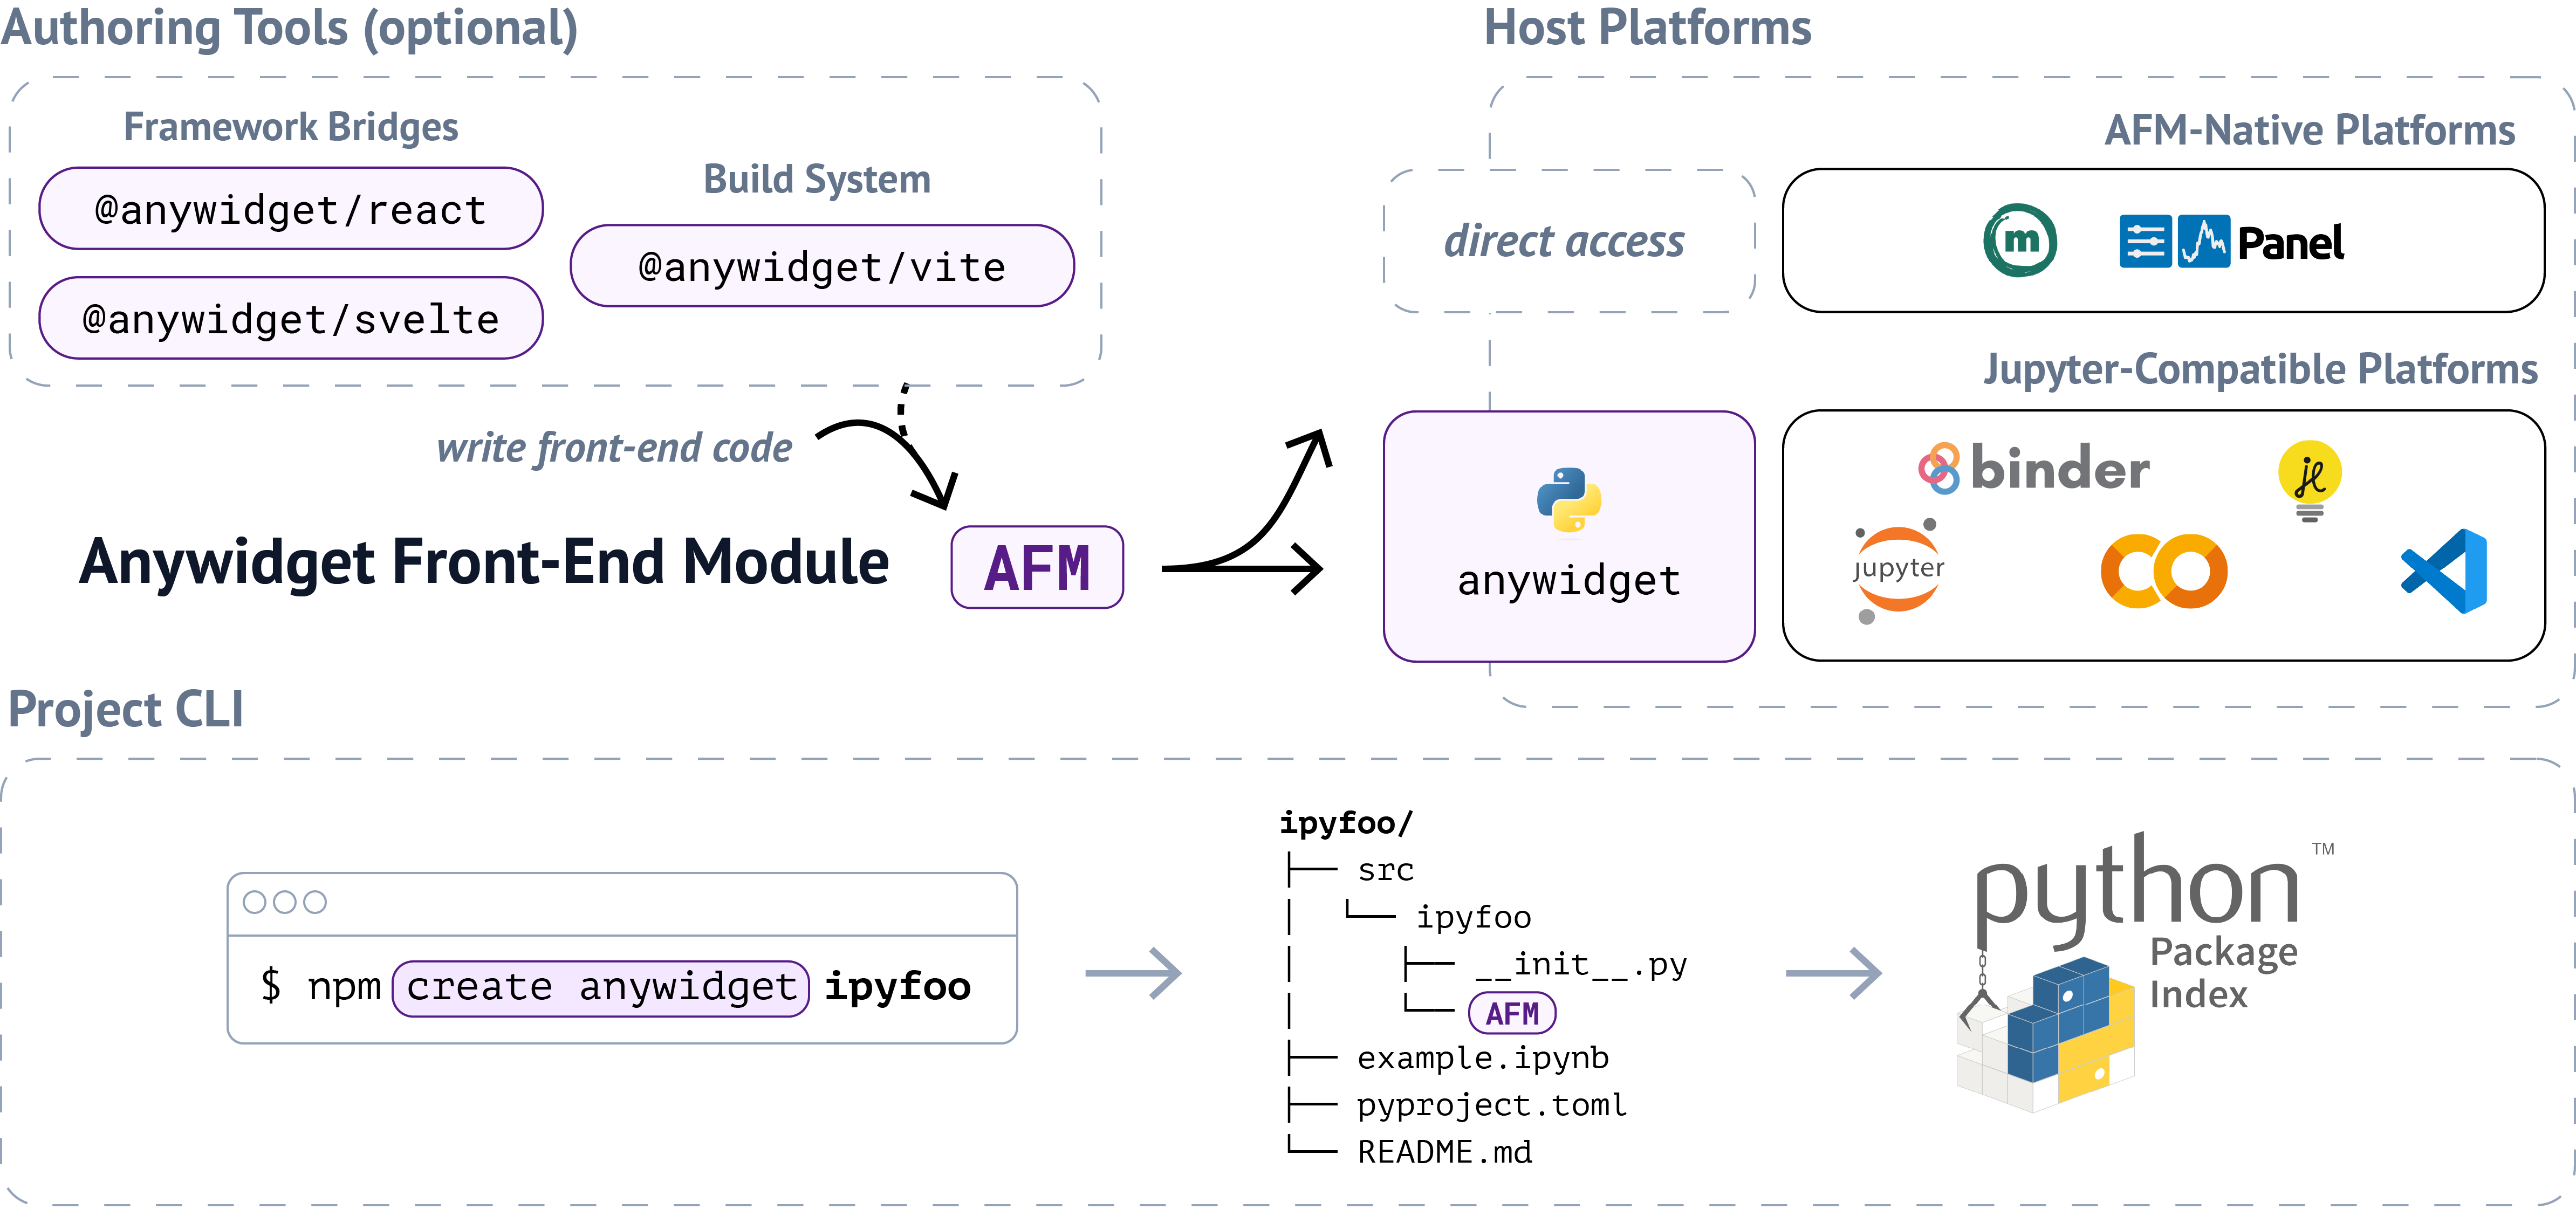 Authoring Tools (optional)
Framework Bridges
@anywidget/react
@anywidget/svelte
Build System
@anywidget/vite
write front-end code
Anywidget Front-End Module
AFM
Host Platforms
AFM-Native Platforms
direct access
m
Panel
Jupyter-Compatible Platforms
anywidget
binder
jl
jupyter
Project CLI
$ npm create anywidget ipyfoo
ipyfoo/
├── src
│ └── ipyfoo
│ ├── __init__.py
│ └── AFM
├── example.ipynb
├── pyproject.toml
└── README.md
python™
Package
Index